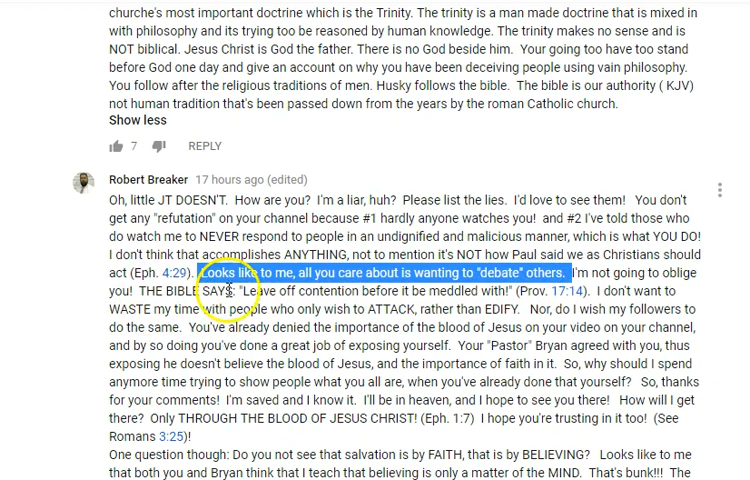 churche's most important doctrine which is the Trinity. The trinity is a man made doctrine that is mixed in
with philosophy and its trying too be reasoned by human knowledge. The trinity makes no sense and is
NOT biblical. Jesus Christ is God the father. There is no God beside him.  Your going too have too stand
before God one day and give an account on why you have been deceiving people using vain philosophy.
You follow after the religious traditions of men. Husky follows the bible.  The bible is our authority ( KJV)
not human tradition that's been passed down from the years by the roman Catholic church.
Show less
7 REPLY
Robert Breaker 17 hours ago (edited)
Oh, little JT DOESN'T.  How are you?  I'm a liar, huh?  Please list the lies.  I'd love to see them!   You don't
get any "refutation" on your channel because #1 hardly anyone watches you!  and #2 I've told those who
do watch me to NEVER respond to people in an undignified and malicious manner, which is what YOU DO!
I don't think that accomplishes ANYTHING, not to mention it's NOT how Paul said we as Christians should
act (Eph. 4:29).  Looks like to me, all you care about is wanting to "debate" others.  I'm not going to oblige
you!  THE BIBLE SAYS: "Leave off contention before it be meddled with!" (Prov. 17:14).  I don't want to
WASTE my time with people who only wish to ATTACK, rather than EDIFY.   Nor, do I wish my followers to
do the same.  You've already denied the importance of the blood of Jesus on your video on your channel,
and by so doing you've done a great job of exposing yourself.  Your "Pastor" Bryan agreed with you, thus
exposing he doesn't believe the blood of Jesus, and the importance of faith in it.  So, why should I spend
anymore time trying to show people what you all are, when you've already done that yourself?  So, thanks
for your comments!  I'm saved and I know it.  I'll be in heaven, and I hope to see you there!   How will I get
there?  Only THROUGH THE BLOOD OF JESUS CHRIST! (Eph. 1:7)  I hope you're trusting in it too!  (See
Romans 3:25)!
One question though: Do you not see that salvation is by FAITH, that is by BELIEVING?   Looks like to me
that both you and Bryan think that I teach that believing is only a matter of the MIND.  That's bunk!!!  The